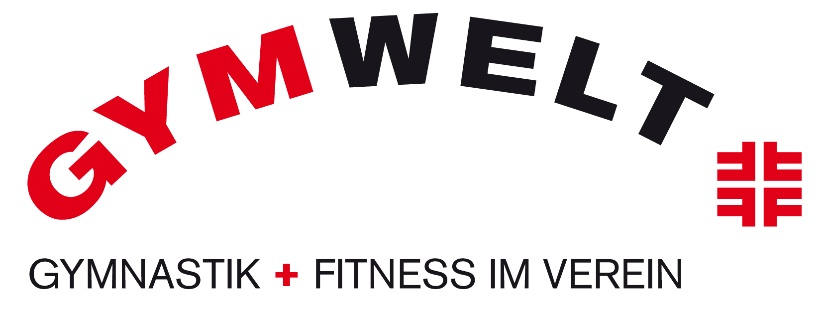 GYMWELT
GYMNASTIK + FITNESS IM VEREIN